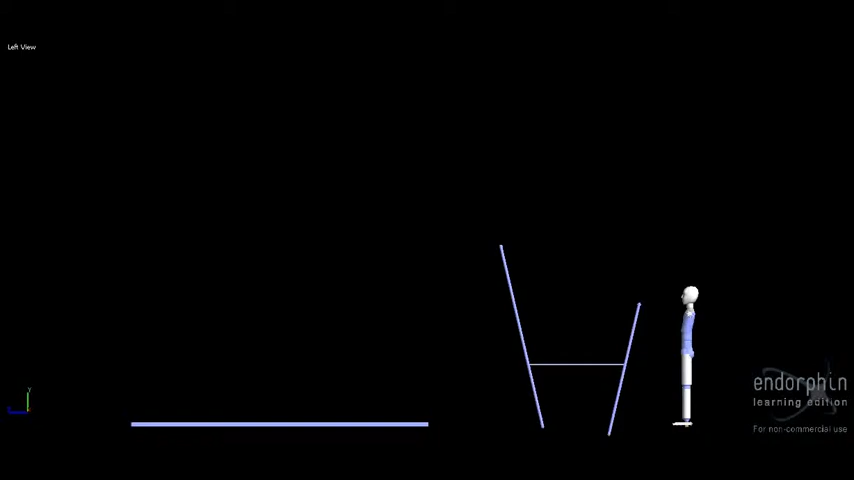 Left View
Y
endorphin
learning edition
For non-commercial use